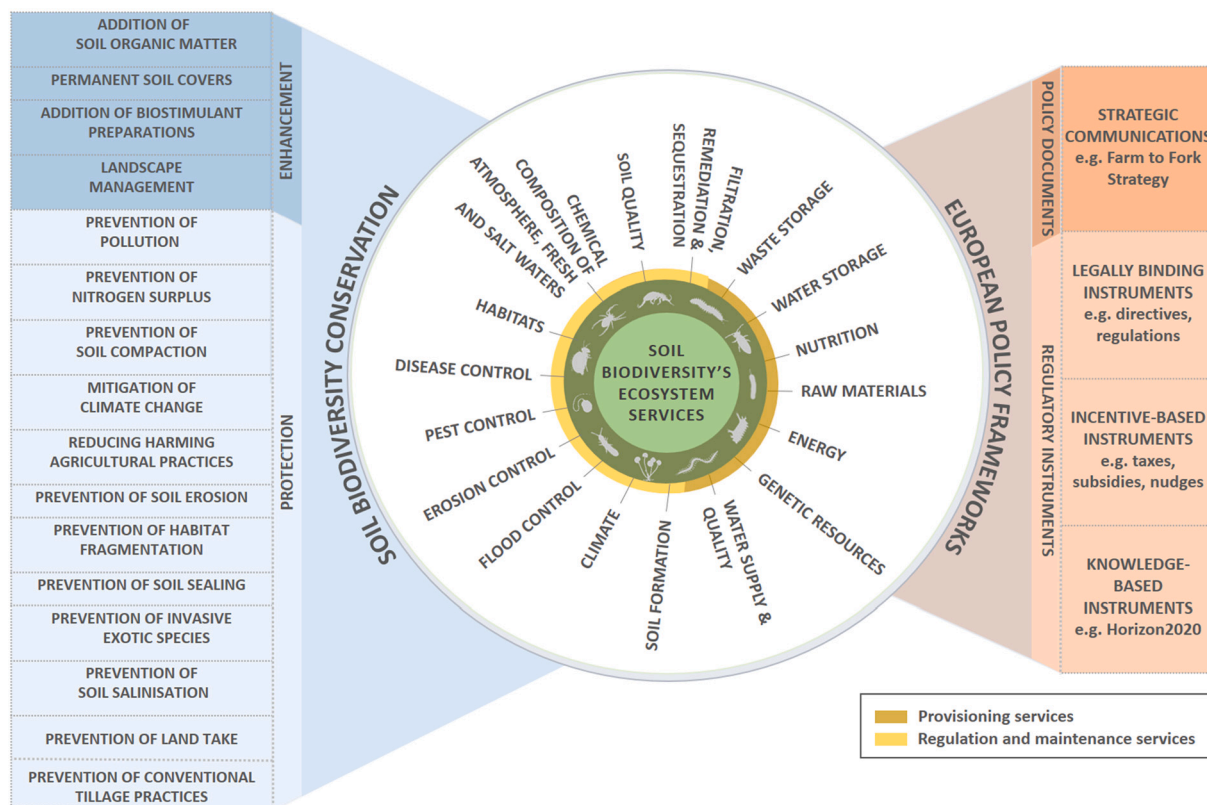 ADDITION OF
SOIL ORGANIC MATTER
PERMANENT SOIL COVERS
ADDITION OF BIOSTIMULANT
PREPARATIONS
LANDSCAPE
MANAGEMENT
ENHANCEMENT
PREVENTION OF
POLLUTION
PREVENTION OF
NITROGEN SURPLUS
PREVENTION OF
SOIL COMPACTION
MITIGATION OF
CLIMATE CHANGE
REDUCING HARMING
AGRICULTURAL PRACTICES
PREVENTION OF SOIL EROSION
PREVENTION OF HABITAT
FRAGMENTATION
PREVENTION OF SOIL SEALING
PREVENTION OF INVASIVE
EXOTIC SPECIES
PREVENTION OF
SOIL SALINISATION
PREVENTION OF LAND TAKE
PREVENTION OF CONVENTIONAL
TILLAGE PRACTICES
PROTECTION
SOIL BIODIVERSITY CONSERVATION
SOIL
BIODIVERSITY'S
ECOSYSTEM
SERVICES
FILTRATION,
REMEDIATION &
SEQUESTRATION
WASTE STORAGE
WATER STORAGE
NUTRITION
RAW MATERIALS
ENERGY
GENETIC RESOURCES
WATER SUPPLY &
QUALITY
SOIL FORMATION
CLIMATE
FLOOD CONTROL
EROSION CONTROL
PEST CONTROL
DISEASE CONTROL
HABITATS
CHEMICAL
COMPOSITION OF
ATMOSPHERE, FRESH
AND SALT WATERS
SOIL QUALITY
EUROPEAN POLICY FRAMEWORKS
POLICY DOCUMENTS
STRATEGIC
COMMUNICATIONS
e.g. Farm to Fork
Strategy
REGULATORY INSTRUMENTS
LEGALLY BINDING
INSTRUMENTS
e.g. directives,
regulations
INCENTIVE-BASED
INSTRUMENTS
e.g. taxes,
subsidies, nudges
KNOWLEDGE-
BASED
INSTRUMENTS
e.g. Horizon2020
Provisioning services
Regulation and maintenance services